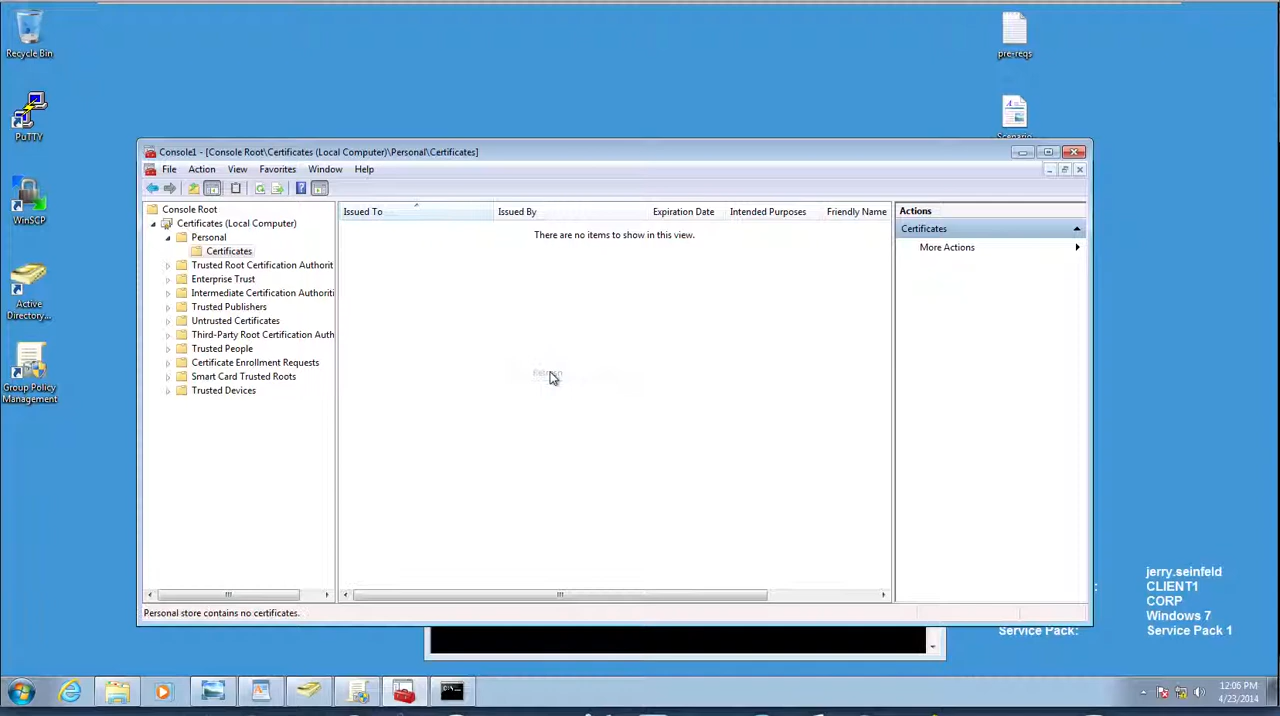 Recycle Bin
PuTTY
WinSCP
Active
Directory...
Group Policy
Management
pre-reqs
Scenario
Console1 - [Console Root\Certificates (Local Computer)\Personal\Certificates]
File Action View Favorites Window Help
Console Root
Certificates (Local Computer)
Personal
Certificates
Trusted Root Certification Authorit
Enterprise Trust
Intermediate Certification Authoriti
Trusted Publishers
Untrusted Certificates
Third-Party Root Certification Auth
Trusted People
Certificate Enrollment Requests
Smart Card Trusted Roots
Trusted Devices
Issued To Issued By Expiration Date Intended Purposes Friendly Name
There are no items to show in this view.
Refresh
Actions
Certificates
More Actions
Personal store contains no certificates.
jerry.seinfeld
: CLIENT1
CORP
Windows 7
Service Pack: Service Pack 1
C:\.
12:06 PM
4/23/2014